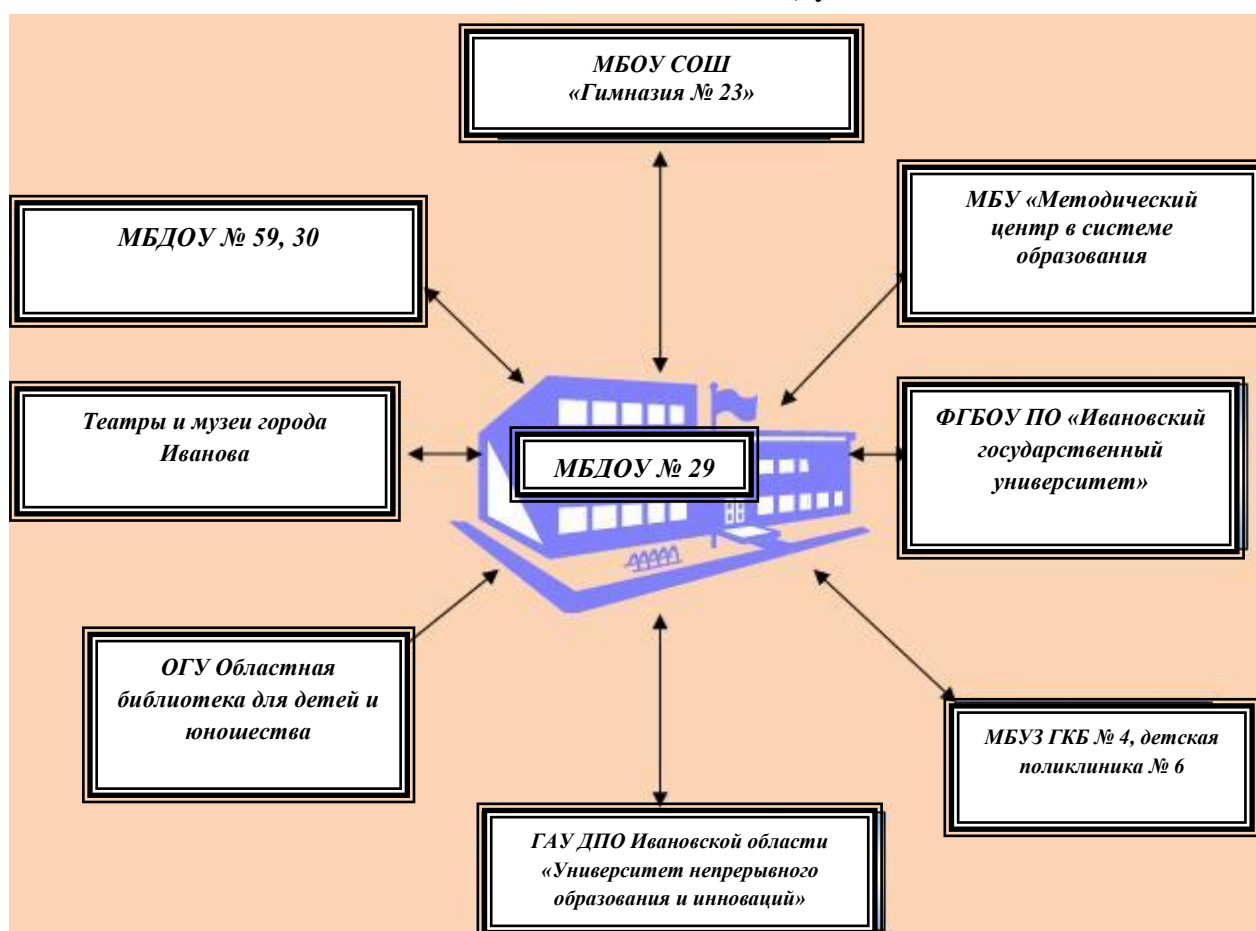 МБОУ СОШ
«Гимназия № 23»
МБУ «Методический
центр в системе
образования
МБДОУ № 59, 30
Театры и музеи города
Иванова
МБДОУ № 29
ФГБОУ ПО «Ивановский
государственный
университет»
ОГУ Областная
библиотека для детей и
юношества
МБУЗ ГКБ № 4, детская
поликлиника № 6
ГАУ ДПО Ивановской области
«Университет непрерывного
образования и инноваций»